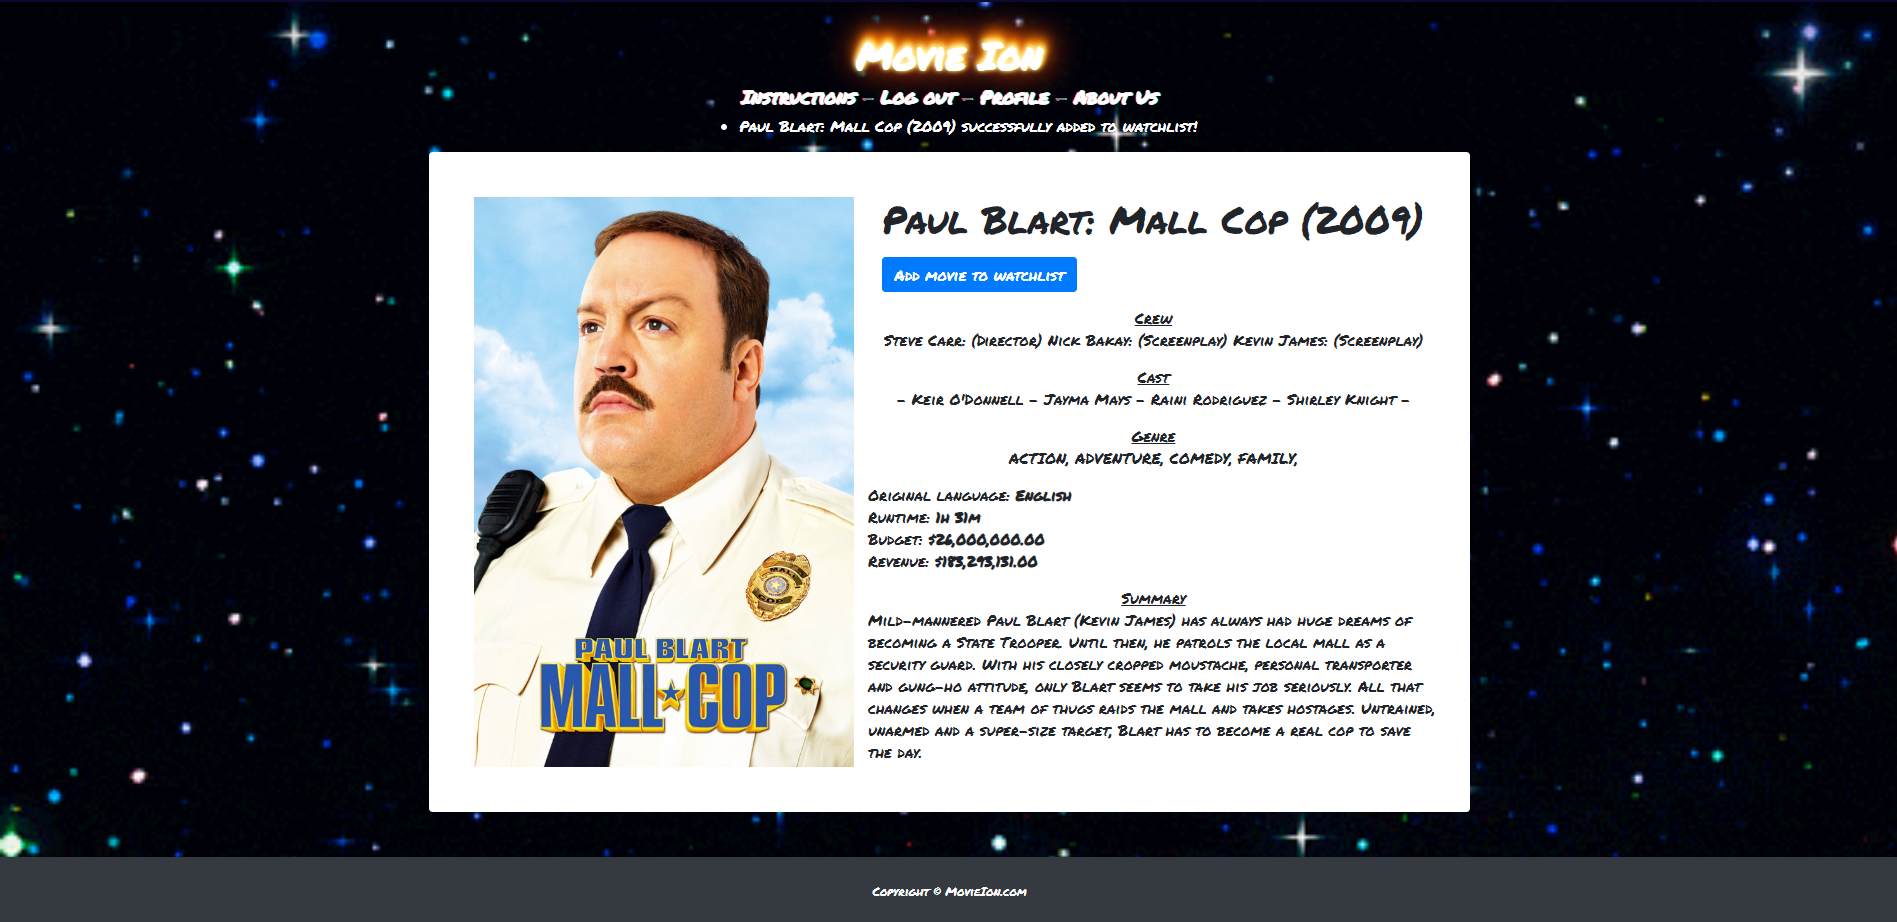 Movie Ion
Instructions - Log out - Profile - About Us
Paul Blart: Mall Cop (2009) successfully added to watchlist!
Paul Blart: Mall Cop (2009)
Add movie to watchlist
Crew
Steve Carr: (Director) Nick Bakay: (Screenplay) Kevin James: (Screenplay)
Cast
- Keir O'Donnell - Jayma Mays - Raini Rodriguez - Shirley Knight -
Genre
ACTION, ADVENTURE, COMEDY, FAMILY,
Original language: English
Runtime: 1h 31m
Budget: $26,000,000.00
Revenue: $183,293,131.00
Summary
Mild-mannered Paul Blart (Kevin James) has always had huge dreams of
becoming a State Trooper. Until then, he patrols the local mall as a
security guard. With his closely cropped moustache, personal transporter
and gung-ho attitude, only Blart seems to take his job seriously. All that
changes when a team of thugs raids the mall and takes hostages. Untrained,
unarmed and a super-size target, Blart has to become a real cop to save
the day.
MALL
COP
PAUL BLART
MALL COP
Copyright © MovieIon.com